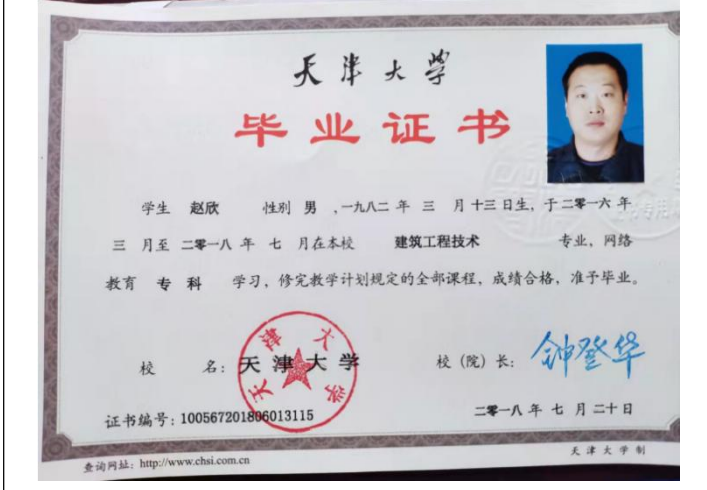 天津大学
毕业证书
学生 赵欣 性别 男 ,一九八二 年 三 月 十三 日生, 于二零一六 年
三 月至 二零一八 年 七 月在本校 建筑工程技术 专业, 网络
教育 专 科 学习, 修完教学计划规定的全部课程, 成绩合格, 准予毕业。
校 名: 天 津 大 学 校 (院) 长: 钟登华
天津大学
证书编号: 100567201806013115 二零一八 年 七 月 二十 日
查询网址: http://www.chsi.com.cn 天津大学制